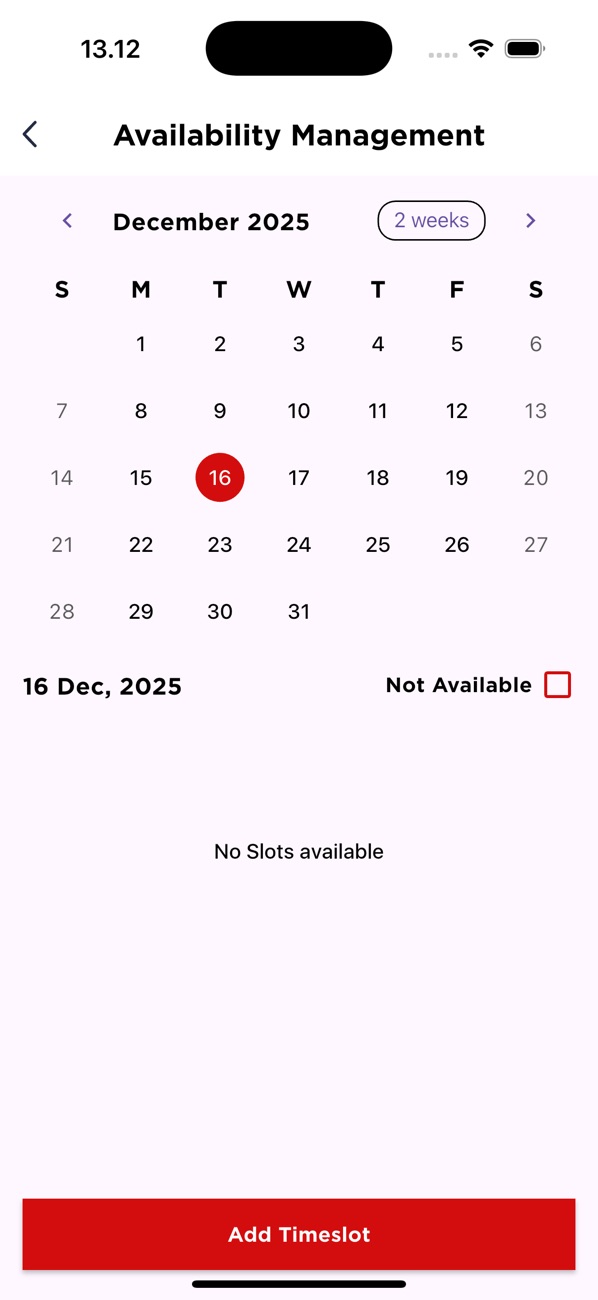 13.12
Availability Management
December 2025 2 weeks
S M T W T F S
1 2 3 4 5 6
7 8 9 10 11 12 13
14 15 16 17 18 19 20
21 22 23 24 25 26 27
28 29 30 31
16 Dec, 2025 Not Available
No Slots available
Add Timeslot